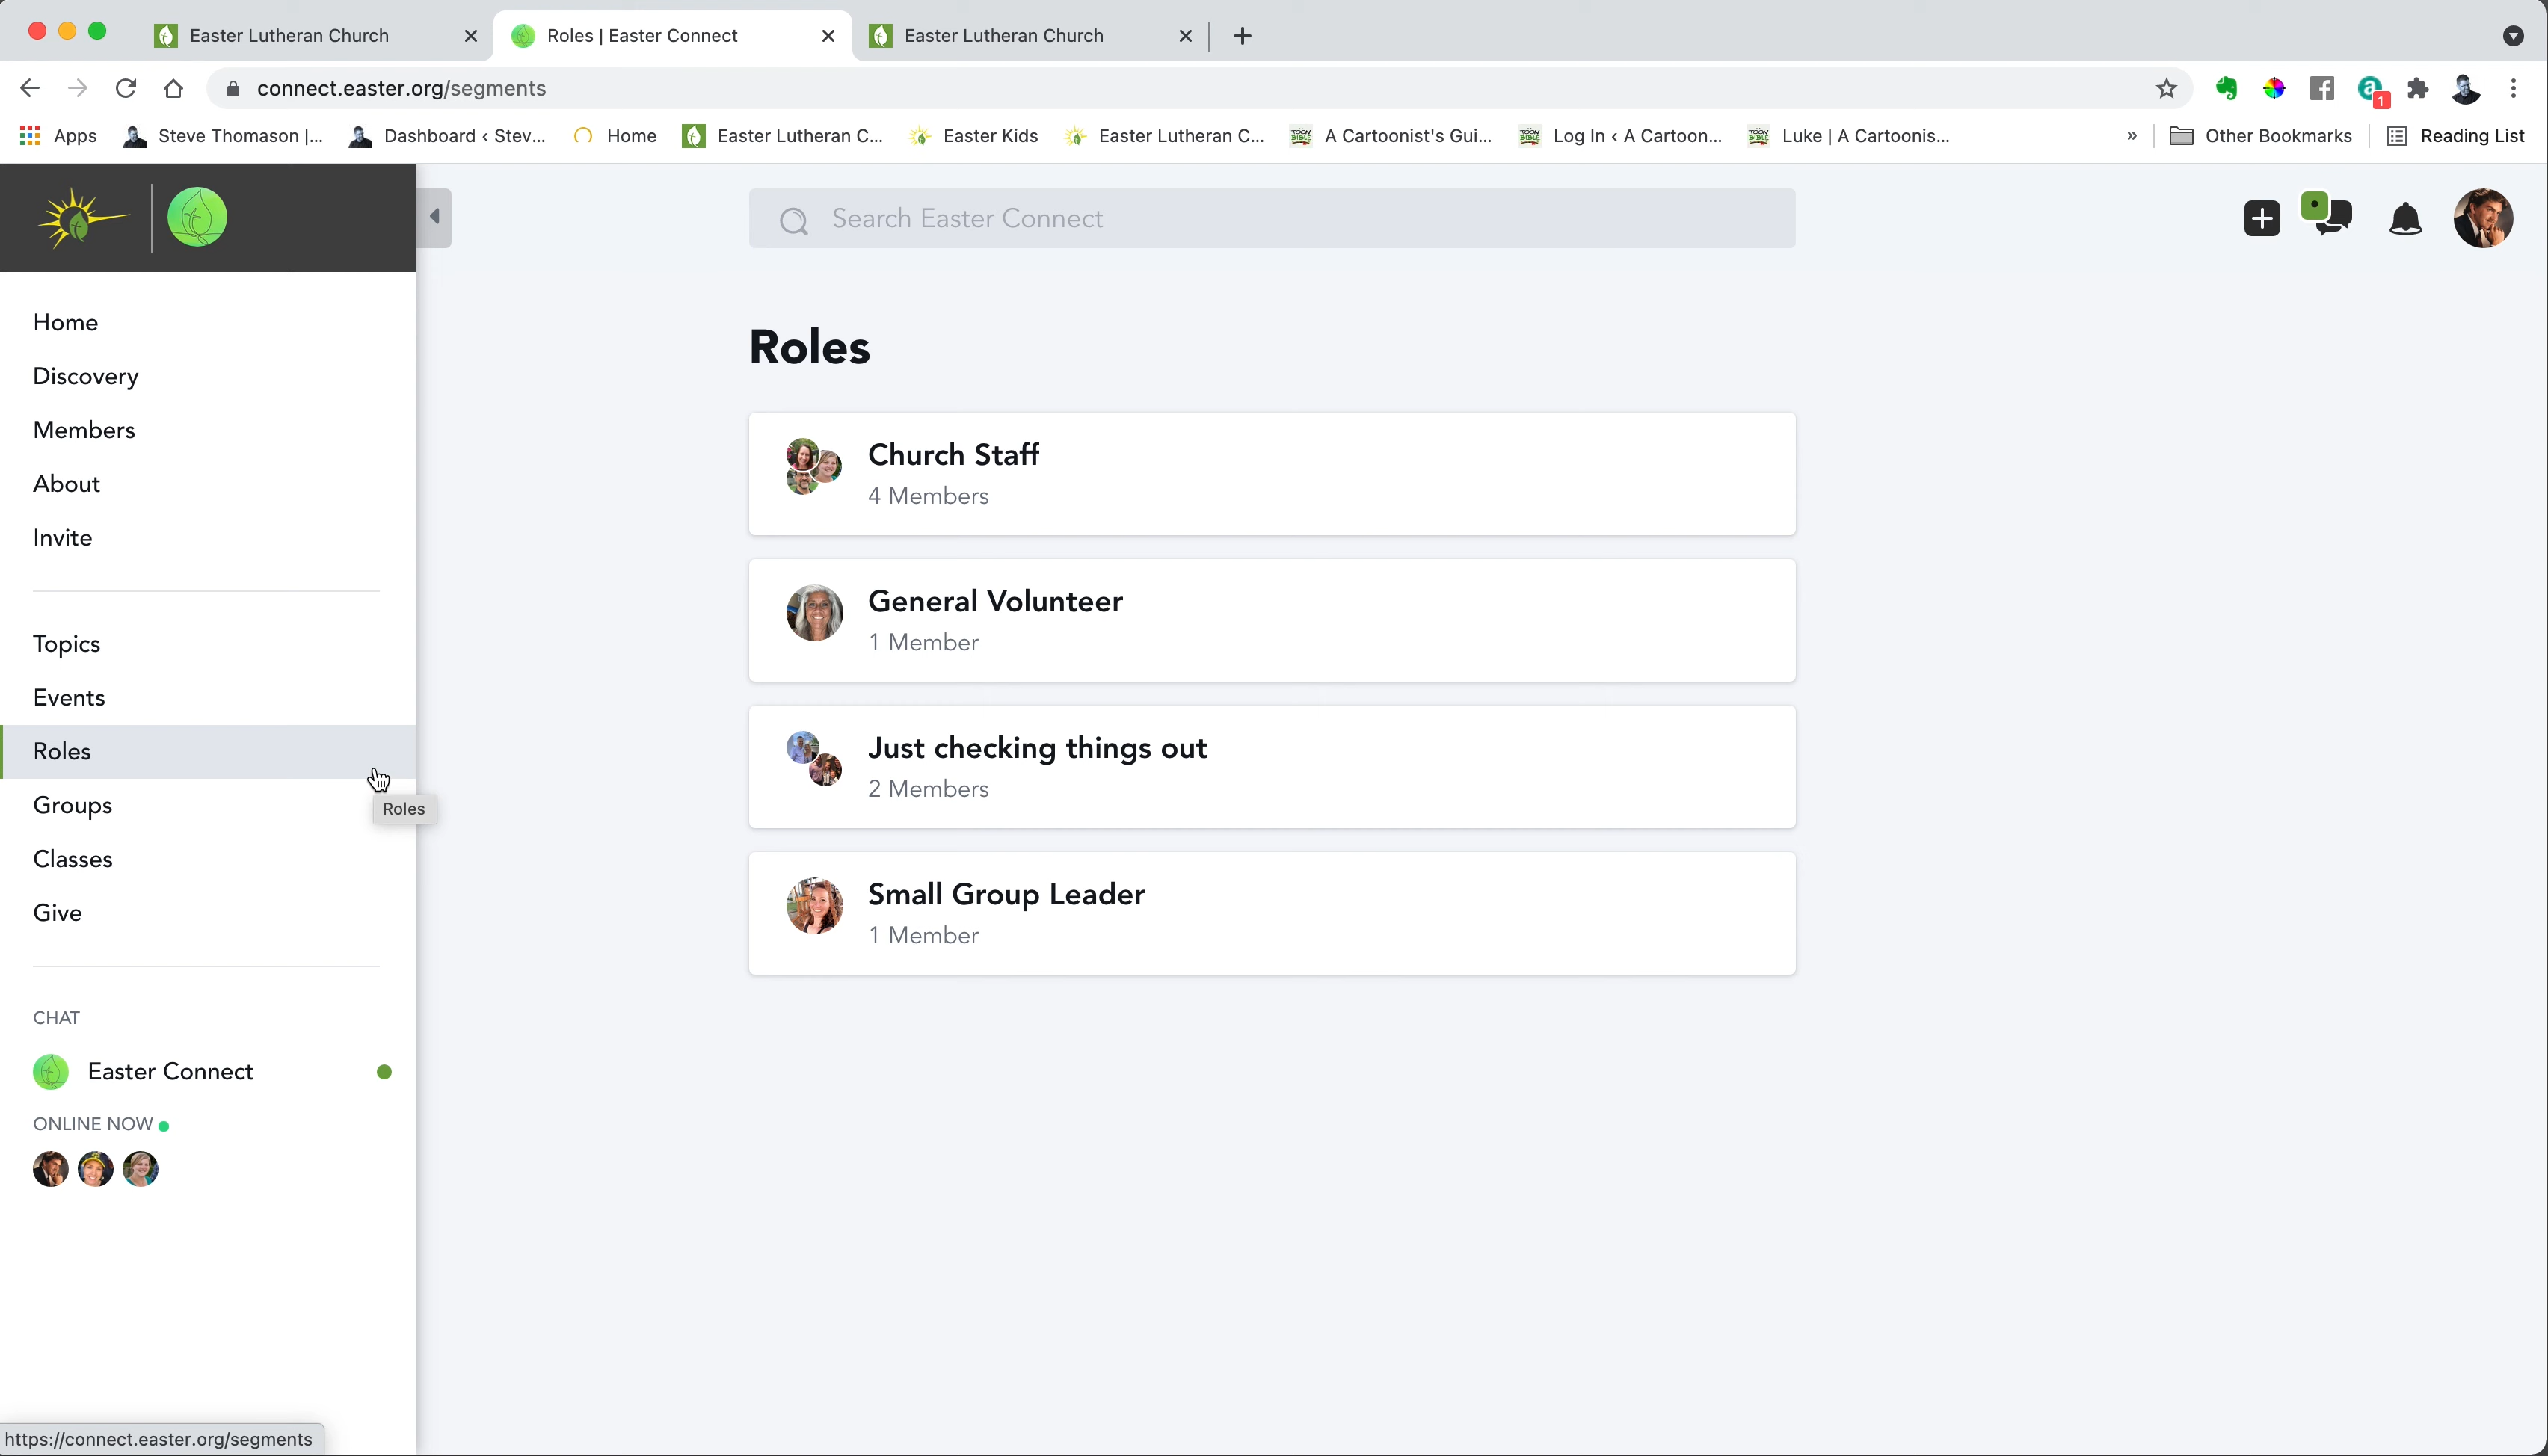 Easter Lutheran Church
Roles | Easter Connect
Easter Lutheran Church
connect.easter.org/segments
1
Apps
Steve Thomason |...
Dashboard ‹ Stev...
Home
Easter Lutheran C...
Easter Kids
Easter Lutheran C...
A Cartoonist's Gui...
Log In ‹ A Cartoon...
Luke | A Cartoonis...
»
Other Bookmarks
Reading List
Search Easter Connect
Home
Discovery
Members
About
Invite
Topics
Events
Roles
Roles
Groups
Classes
Give
CHAT
Easter Connect
ONLINE NOW
Roles
Church Staff
4 Members
General Volunteer
1 Member
Just checking things out
2 Members
Small Group Leader
1 Member
https://connect.easter.org/segments